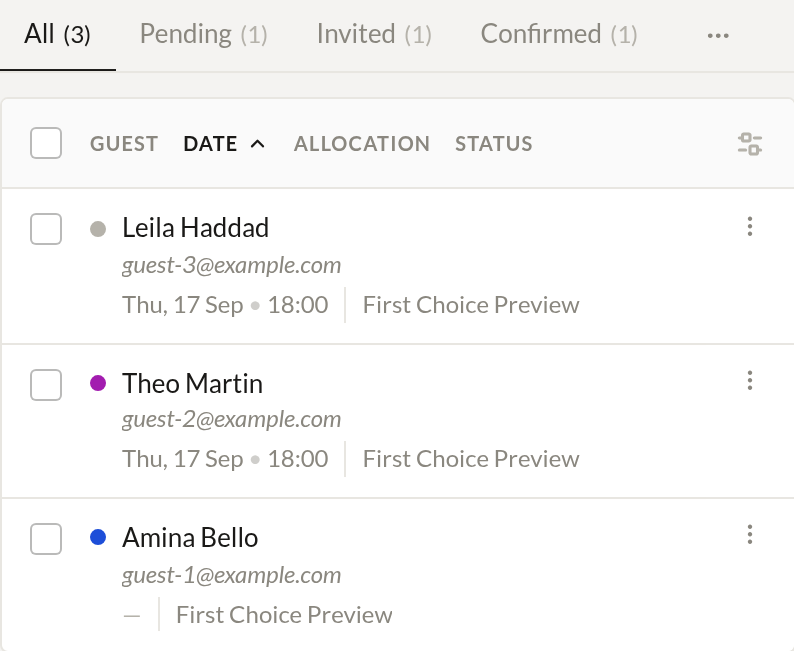 All (3) Pending (1) Invited (1) Confirmed (1) •••
GUEST DATE ALLOCATION STATUS
Leila Haddad
guest-3@example.com
Thu, 17 Sep • 18:00 First Choice Preview
Theo Martin
guest-2@example.com
Thu, 17 Sep • 18:00 First Choice Preview
Amina Bello
guest-1@example.com
— First Choice Preview